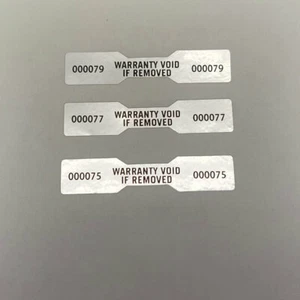 000079 WARRANTY VOID 000079
IF REMOVED
000077 WARRANTY VOID 000077
IF REMOVED
000075 WARRANTY VOID 000075
IF REMOVED